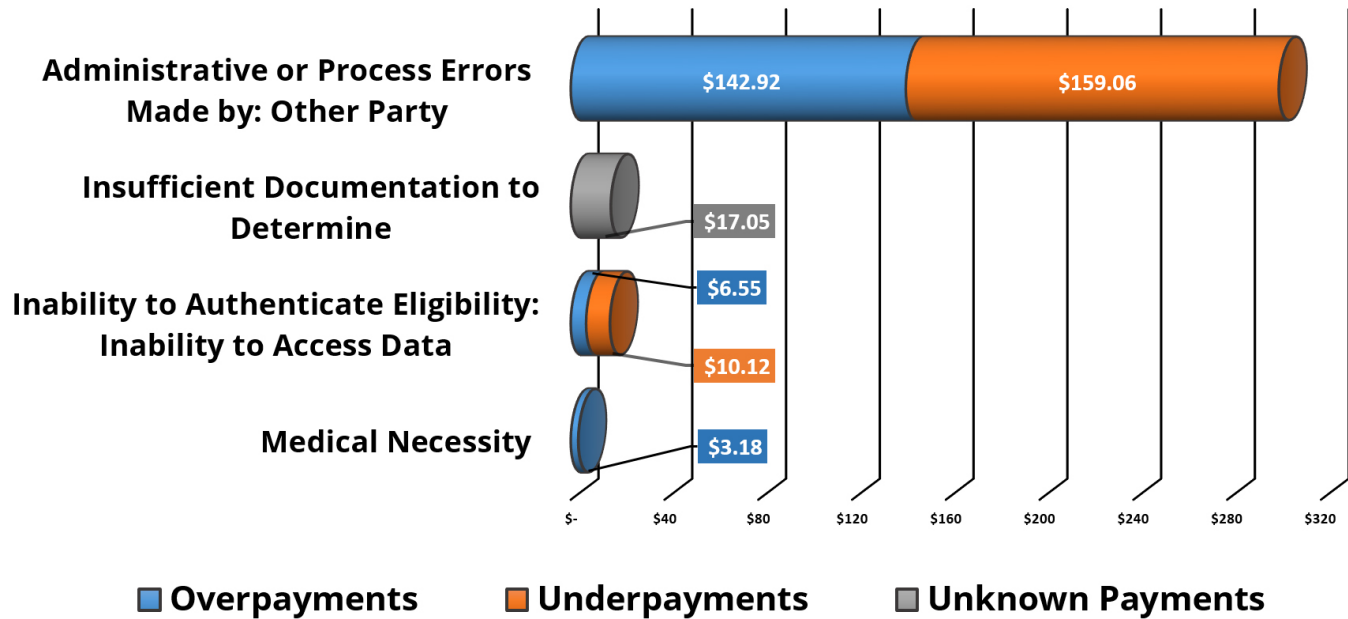 Administrative or Process Errors
Made by: Other Party
$142.92
$159.06
Insufficient Documentation to
Determine
$17.05
Inability to Authenticate Eligibility:
Inability to Access Data
$6.55
$10.12
Medical Necessity
$3.18
$- $40 $80 $120 $160 $200 $240 $280 $320
Overpayments Underpayments Unknown Payments